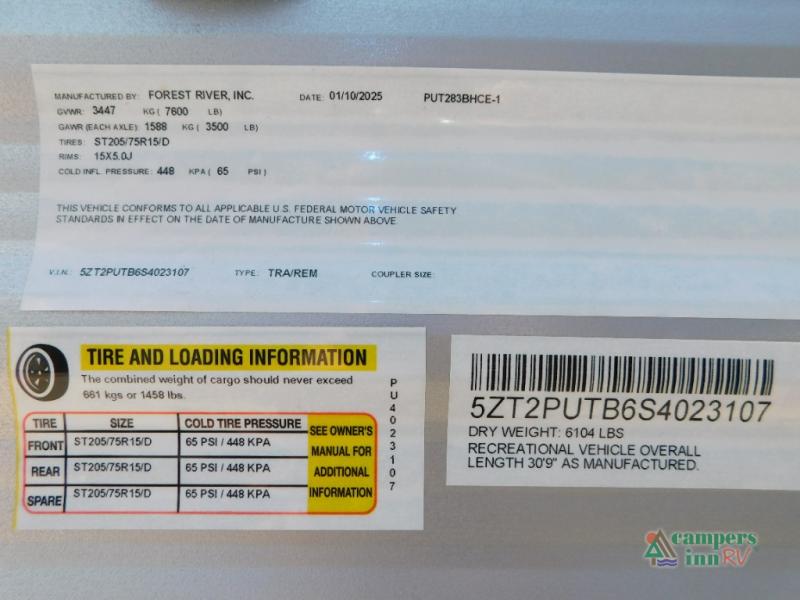 MANUFACTURED BY: FOREST RIVER, INC. DATE: 01/10/2025 PUT283BHCE-1
GVWR: 3447 KG ( 7600 LB)
GAWR (EACH AXLE): 1588 KG ( 3500 LB)
TIRES: ST205/75R15/D
RIMS: 15X5.0J
COLD INFL. PRESSURE: 448 KPA ( 65 PSI )
THIS VEHICLE CONFORMS TO ALL APPLICABLE U.S. FEDERAL MOTOR VEHICLE SAFETY
STANDARDS IN EFFECT ON THE DATE OF MANUFACTURE SHOWN ABOVE.
V.I.N.: 5ZT2PUTB6S4023107 TYPE: TRA/REM COUPLER SIZE:
TIRE AND LOADING INFORMATION
The combined weight of cargo should never exceed
661 kgs or 1458 lbs.
TIRE SIZE COLD TIRE PRESSURE
FRONT ST205/75R15/D 65 PSI / 448 KPA
REAR ST205/75R15/D 65 PSI / 448 KPA
SPARE ST205/75R15/D 65 PSI / 448 KPA
SEE OWNER'S
MANUAL FOR
ADDITIONAL
INFORMATION
PU4023107
5ZT2PUTB6S4023107
DRY WEIGHT: 6104 LBS
RECREATIONAL VEHICLE OVERALL
LENGTH 30'9" AS MANUFACTURED.
campers
inn RV